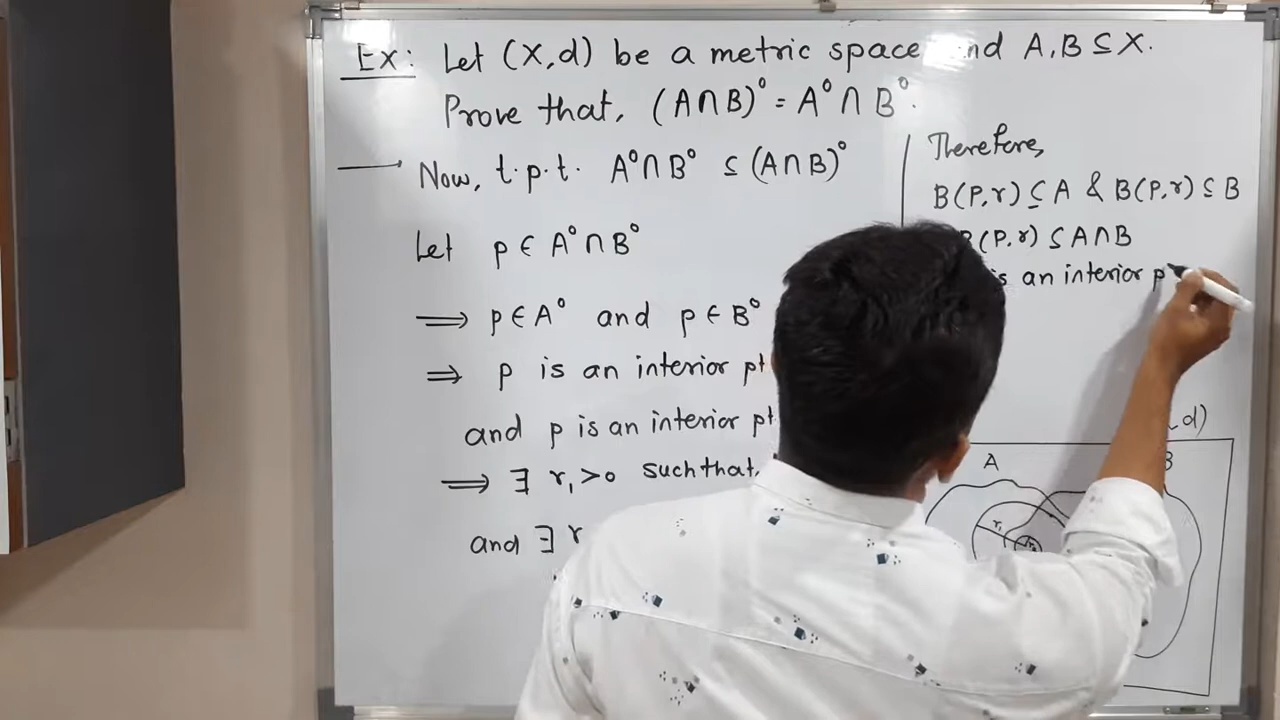 Ex: Let (X,d) be a metric space and A,B ⊆ X.
Prove that, (A∩B)° = A°∩B°.
Now, t.p.t. A°∩B° ⊆ (A∩B)°
Let p ∈ A°∩B°
⟹ p ∈ A° and p ∈ B°
⟹ p is an interior pt
and p is an interior pt.
⟹ ∃ r₁>0 such that,
and ∃ r
Therefore,
B(P,r) ⊆ A & B(P,r) ⊆ B
B(P,r) ⊆ A∩B
is an interior p
d)
A
B
r₁